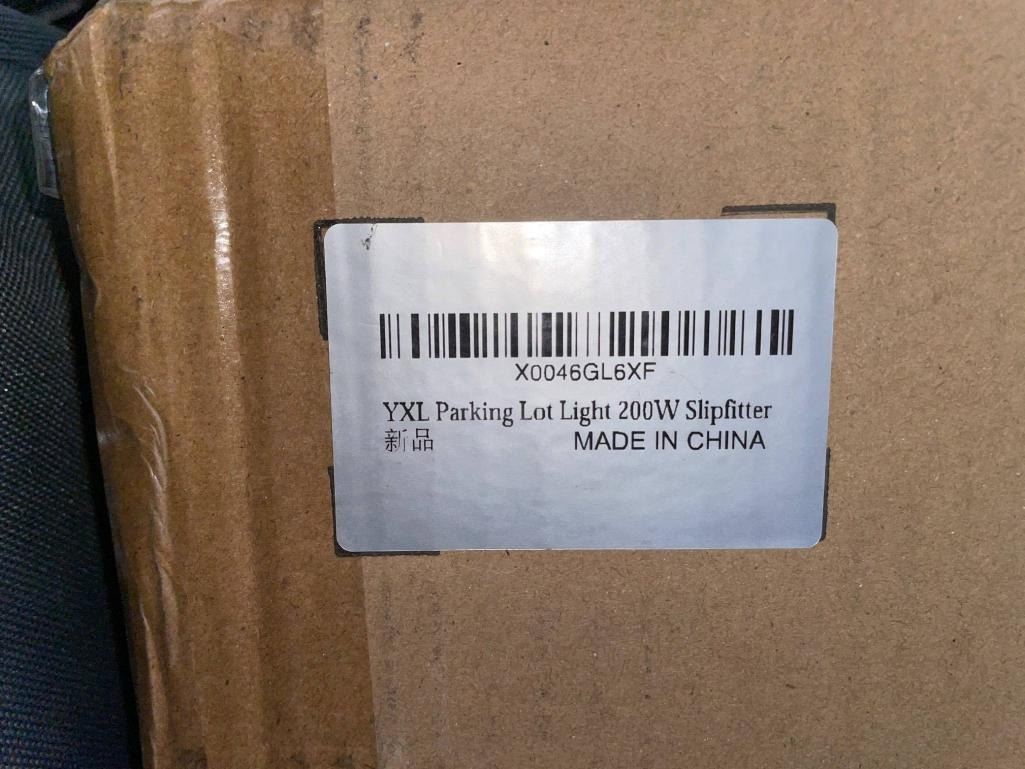 X0046GL6XF
YXL Parking Lot Light 200W Slipfitter
新品 MADE IN CHINA